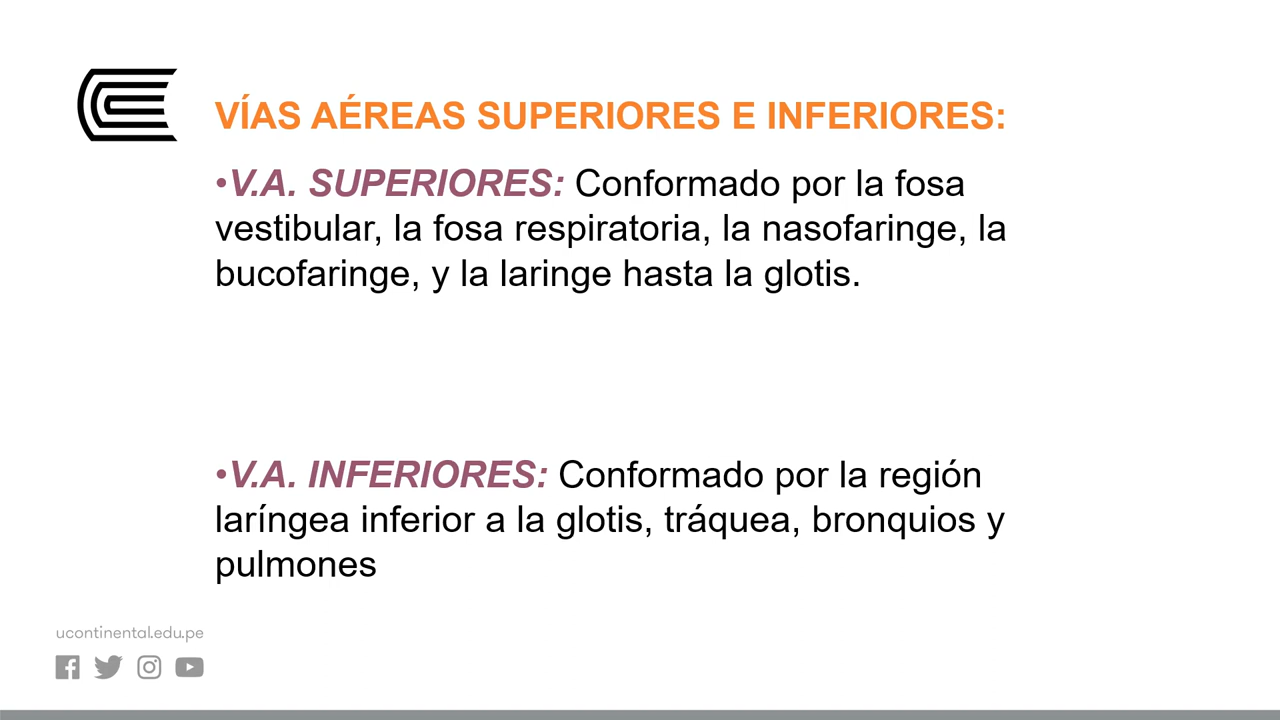 VÍAS AÉREAS SUPERIORES E INFERIORES:
•V.A. SUPERIORES: Conformado por la fosa
vestibular, la fosa respiratoria, la nasofaringe, la
bucofaringe, y la laringe hasta la glotis.
•V.A. INFERIORES: Conformado por la región
laríngea inferior a la glotis, tráquea, bronquios y
pulmones
ucontinental.edu.pe